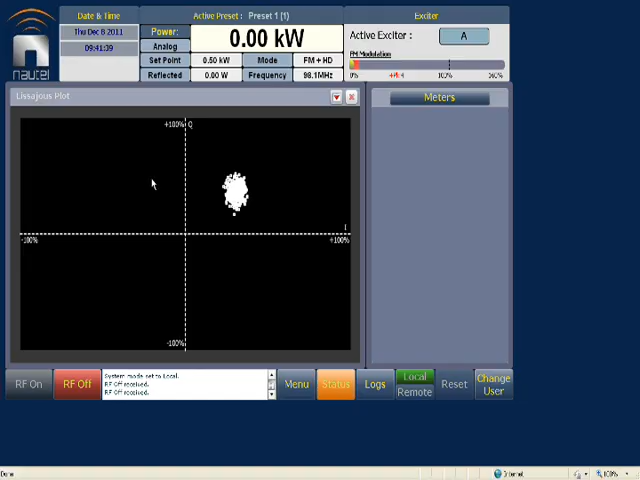 Date & Time
Thu Dec 8 2011
09:41:39
nautel
Active Preset: Preset 1 (1)
Power:
Analog
0.00 kW
Set Point
0.50 kW
Mode
FM + HD
Reflected
0.00 W
Frequency
98.1MHz
Exciter
Active Exciter :
A
FM Modulation
0%
100%
160%
Lissajous Plot
Meters
+100%
Q
I
-100%
+100%
-100%
RF On
RF Off
System mode set to Local.
RF Off received.
RF Off received.
Menu
Status
Logs
Local
Remote
Reset
Change
User
Done
Internet
100%